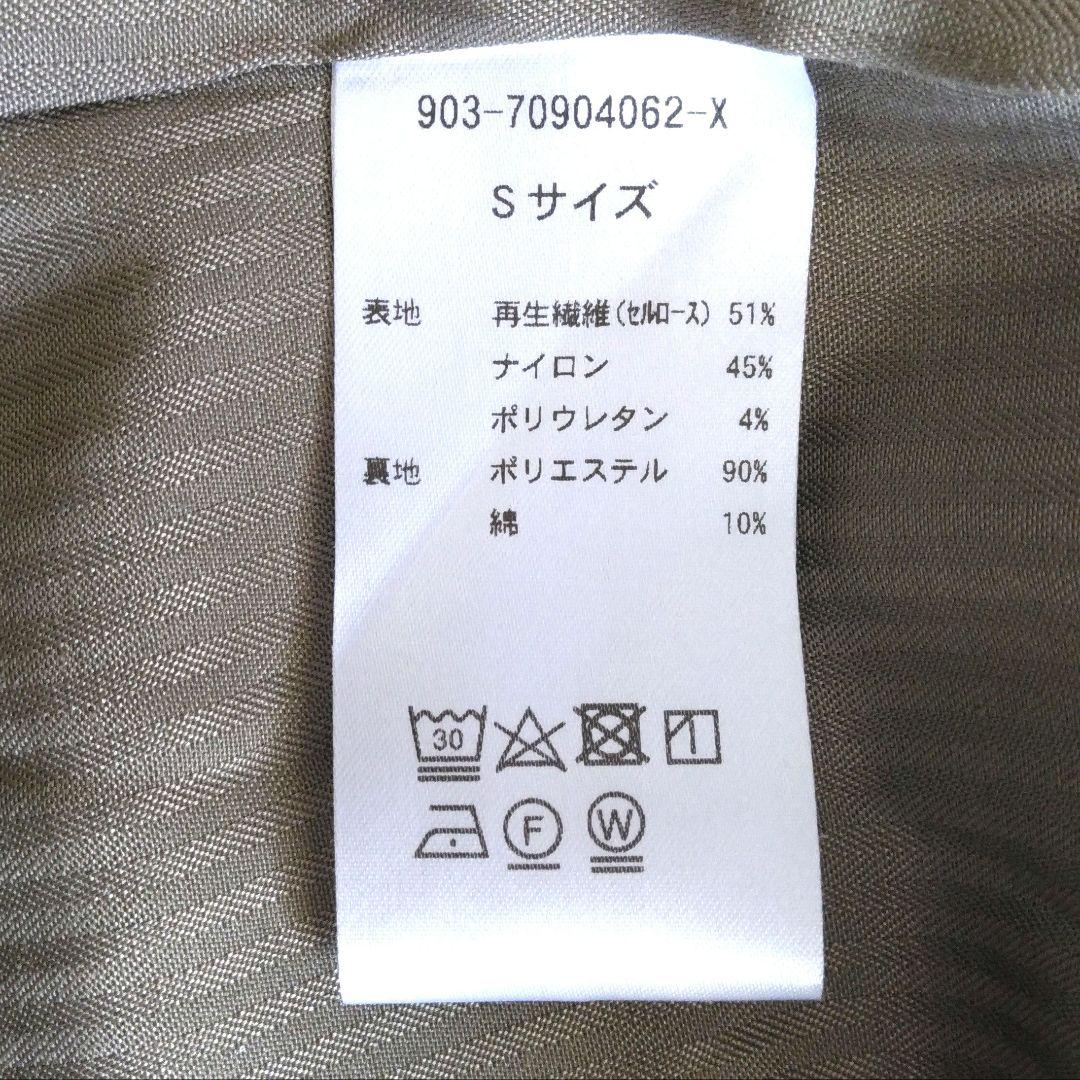 903-70904062-X
Sサイズ
表地 再生繊維(セルロース) 51%
ナイロン 45%
ポリウレタン 4%
裏地 ポリエステル 90%
綿 10%
30
F W